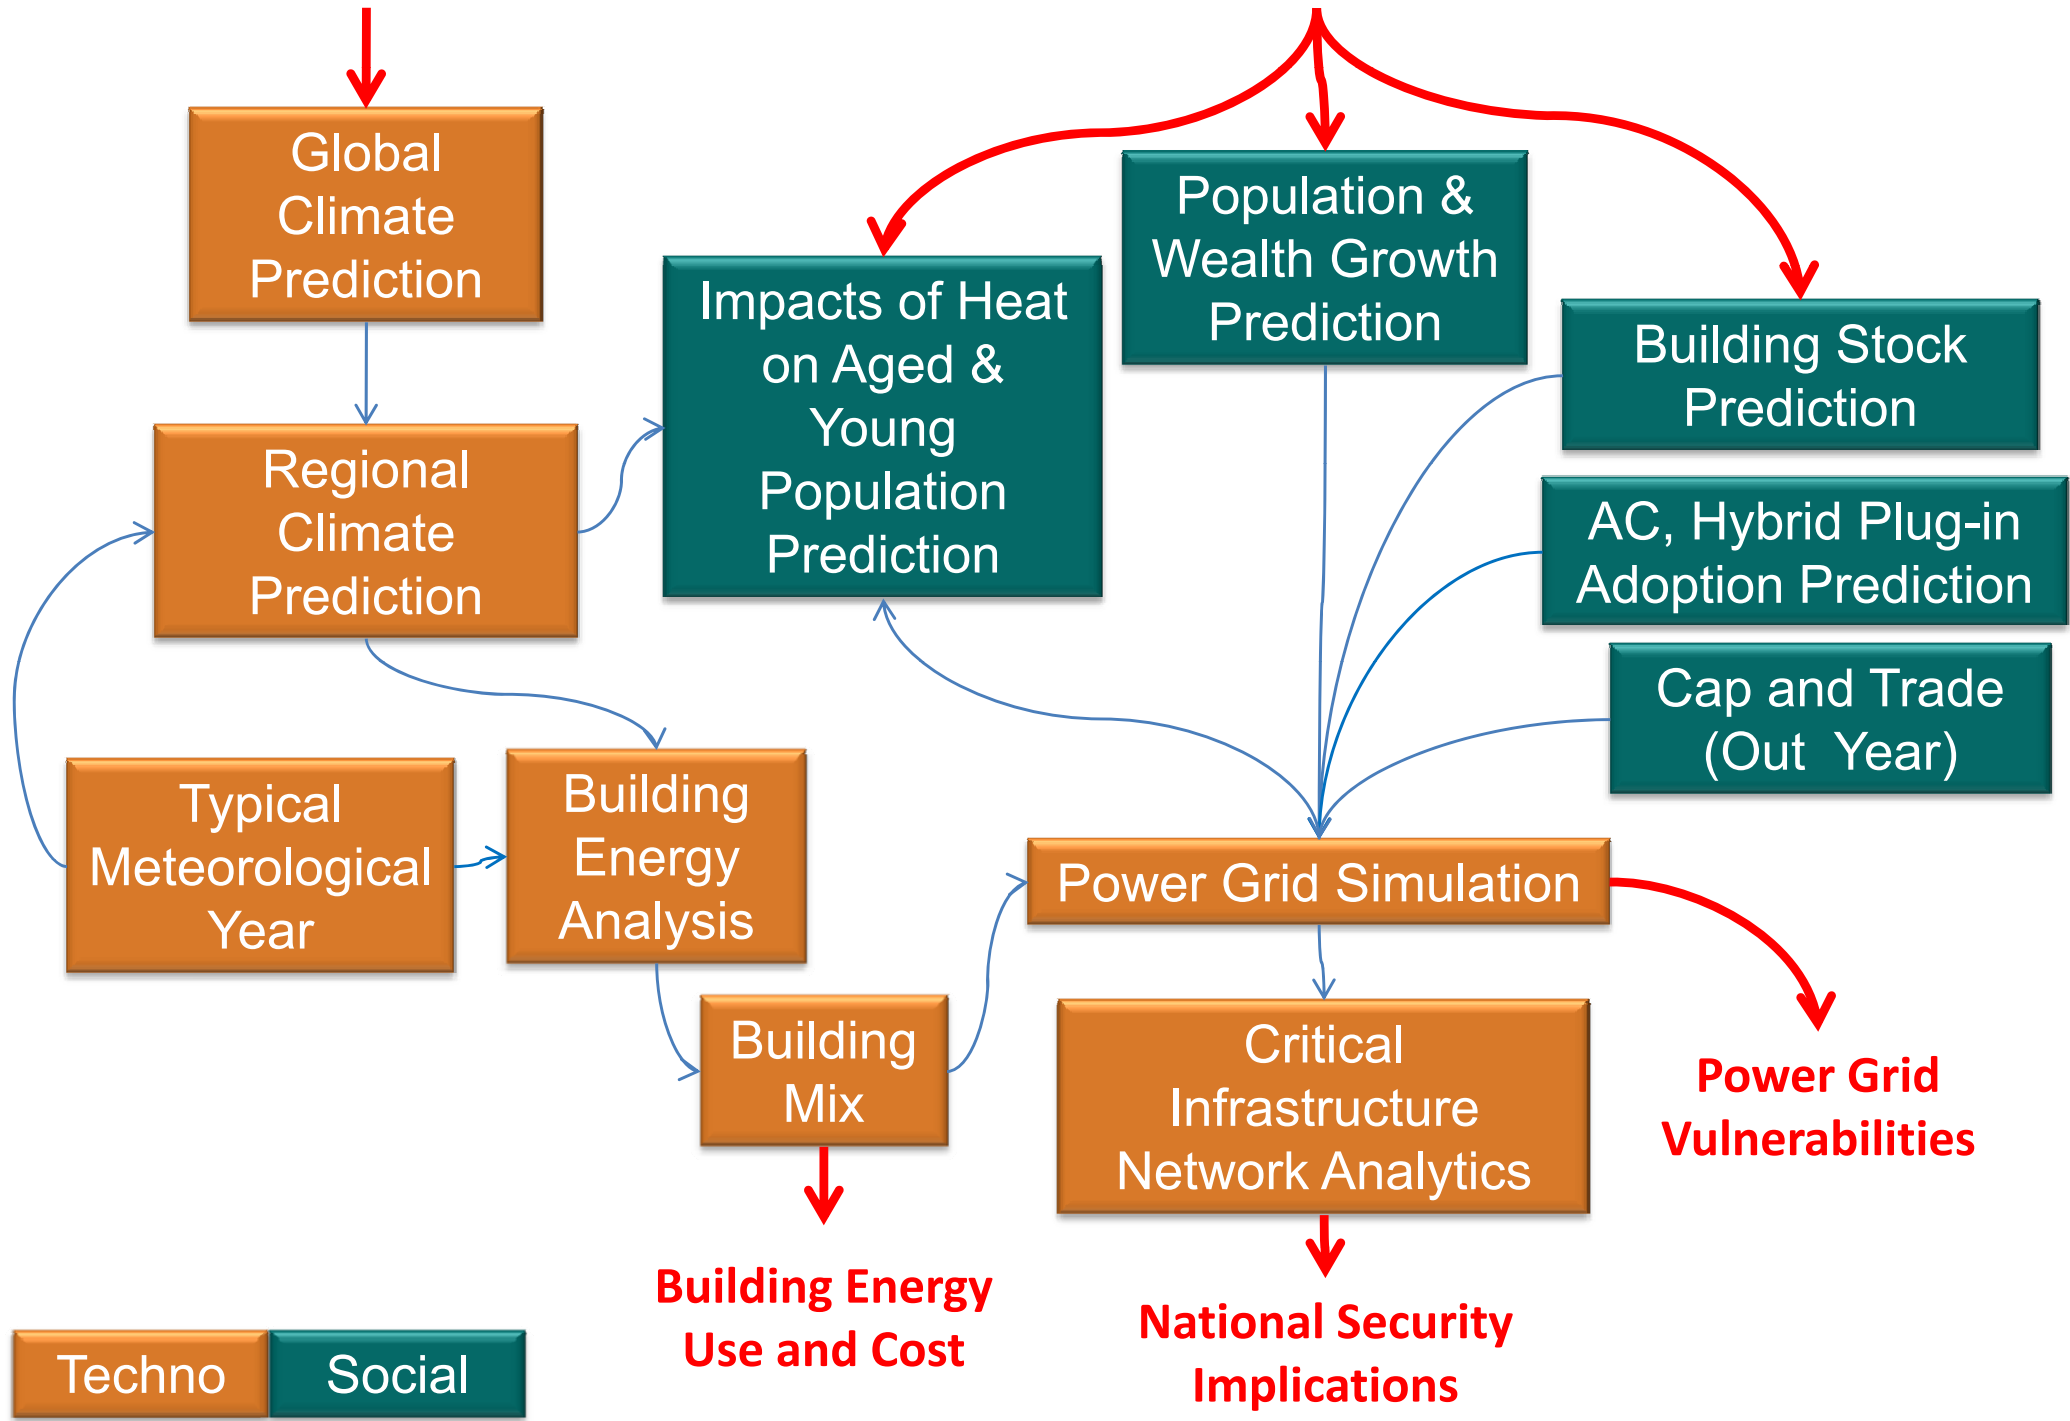 Global
Climate
Prediction
Population &
Wealth Growth
Prediction
Impacts of Heat
on Aged &
Young
Population
Prediction
Building Stock
Prediction
Regional
Climate
Prediction
AC, Hybrid Plug-in
Adoption Prediction
Cap and Trade
(Out Year)
Typical
Meteorological
Year
Building
Energy
Analysis
Power Grid Simulation
Building
Mix
Critical
Infrastructure
Network Analytics
Power Grid
Vulnerabilities
Building Energy
Use and Cost
National Security
Implications
Techno
Social